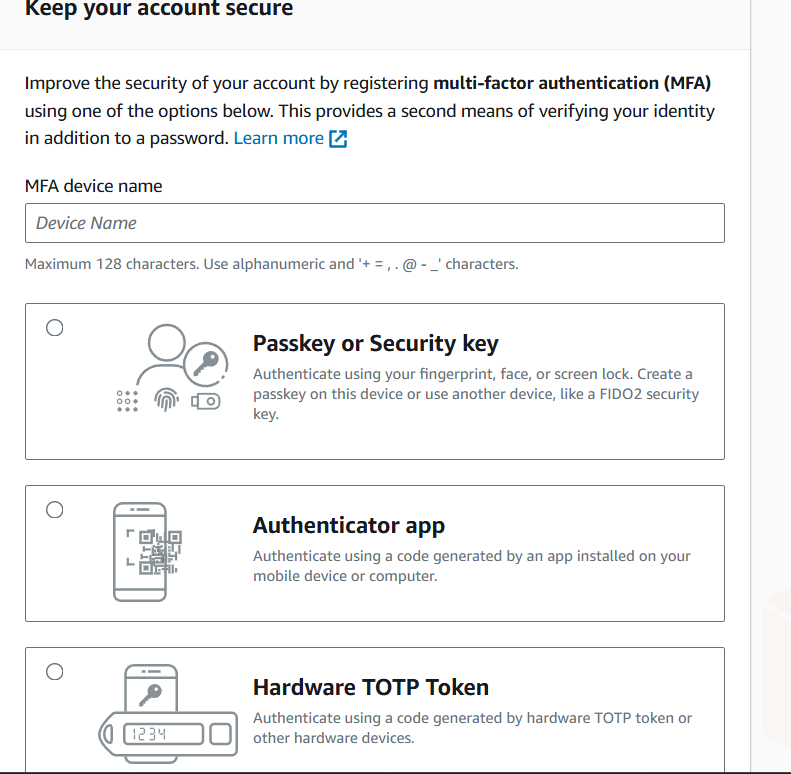 Keep your account secure
Improve the security of your account by registering multi-factor authentication (MFA)
using one of the options below. This provides a second means of verifying your identity
in addition to a password. Learn more
MFA device name
Device Name
Maximum 128 characters. Use alphanumeric and '+ = , . @ - _' characters.
Passkey or Security key
Authenticate using your fingerprint, face, or screen lock. Create a
passkey on this device or use another device, like a FIDO2 security
key.
Authenticator app
Authenticate using a code generated by an app installed on your
mobile device or computer.
Hardware TOTP Token
1234
Authenticate using a code generated by hardware TOTP token or
other hardware devices.